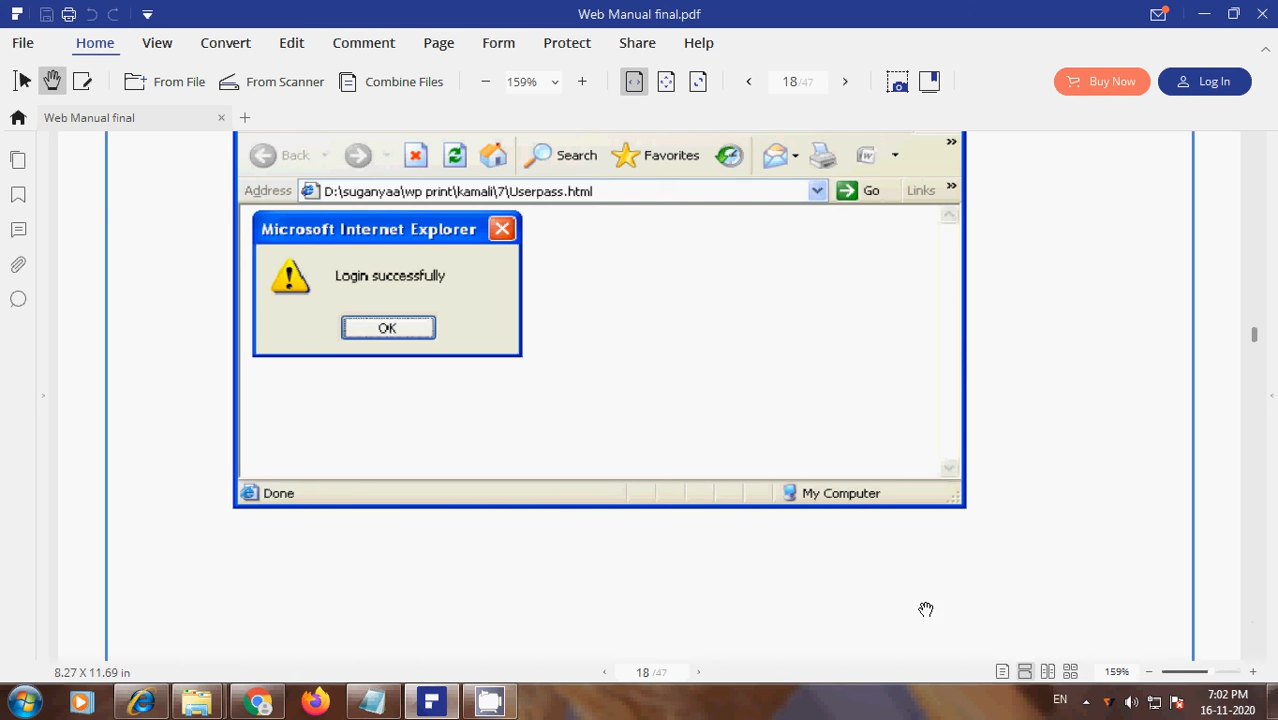 Web Manual final.pdf
File Home View Convert Edit Comment Page Form Protect Share Help
From File From Scanner Combine Files 159% 18/47 Buy Now Log In
Web Manual final
Back Search Favorites
Address D:\suganyaa\wp print\kamali\7\Userpass.html Go Links
Microsoft Internet Explorer
Login successfully
OK
Done My Computer
8.27 x 11.69 in 18 /47 159%
EN 7:02 PM
16-11-2020